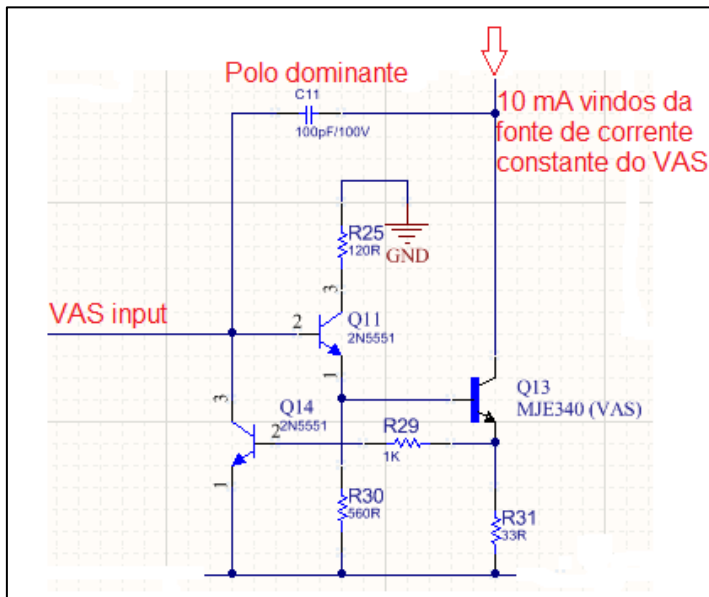 Polo dominante
C11
100pF/100V
10 mA vindos da
fonte de corrente
constante do VAS
R25
120R
GND
3
VAS input
2
Q11
2N5551
1
Q13
MJE340 (VAS)
3
Q14
2N5551
2
R29
1K
1
R30
560R
R31
33R